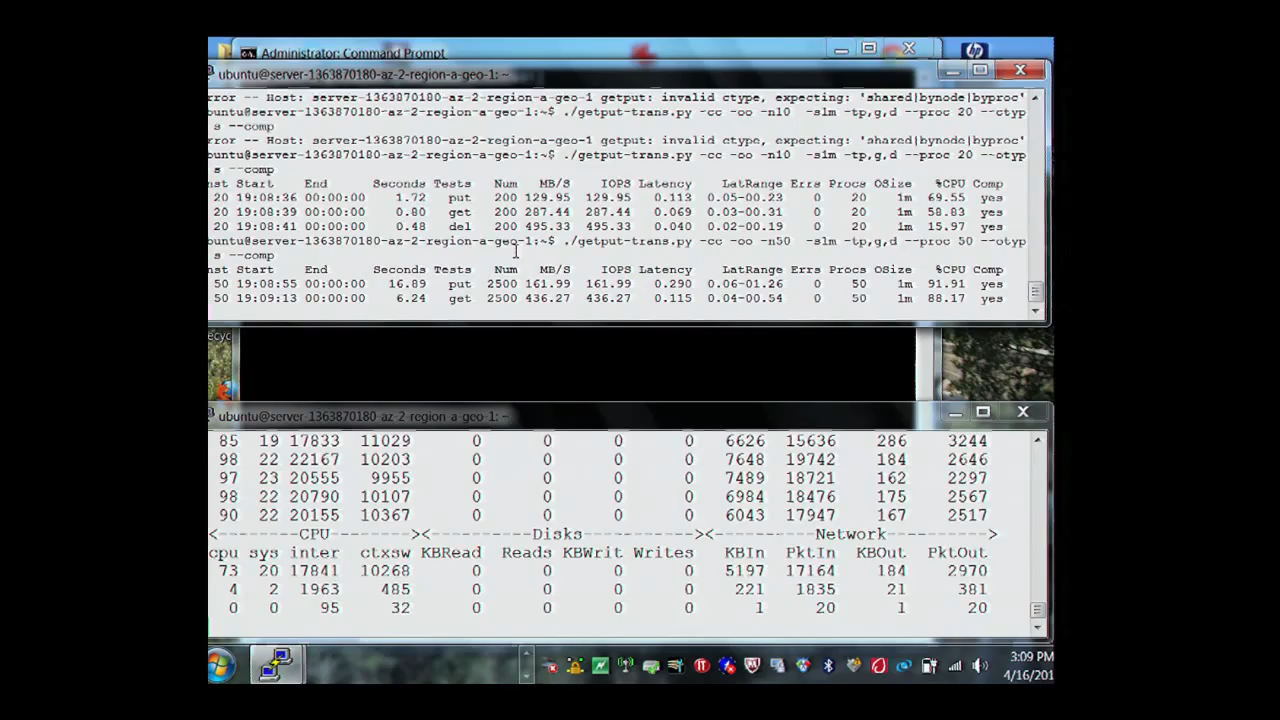 Administrator: Command Prompt
ubuntu@server-1363870180-az-2-region-a-geo-1: ~
rror -- Host: server-1363870180-az-2-region-a-geo-1 getput: invalid ctype, expecting: 'shared|bynode|byproc'
ubuntu@server-1363870180-az-2-region-a-geo-1:~$ ./getput-trans.py -cc -oo -n10 -s1m -tp,g,d --proc 20 --ctyp
s --comp
rror -- Host: server-1363870180-az-2-region-a-geo-1 getput: invalid ctype, expecting: 'shared|bynode|byproc'
ubuntu@server-1363870180-az-2-region-a-geo-1:~$ ./getput-trans.py -cc -oo -n10 -s1m -tp,g,d --proc 20 --otyp
s --comp
nst Start End Seconds Tests Num MB/S IOPS Latency LatRange Errs Procs OSize %CPU Comp
20 19:08:36 00:00:00 1.72 put 200 129.95 129.95 0.113 0.05-00.23 0 20 1m 69.55 yes
20 19:08:39 00:00:00 0.80 get 200 287.44 287.44 0.069 0.03-00.31 0 20 1m 58.83 yes
20 19:08:41 00:00:00 0.48 del 200 495.33 495.33 0.040 0.02-00.19 0 20 1m 15.97 yes
ubuntu@server-1363870180-az-2-region-a-geo-1:~$ ./getput-trans.py -cc -oo -n50 -s1m -tp,g,d --proc 50 --otyp
s --comp
nst Start End Seconds Tests Num MB/S IOPS Latency LatRange Errs Procs OSize %CPU Comp
50 19:08:55 00:00:00 16.89 put 2500 161.99 161.99 0.290 0.06-01.26 0 50 1m 91.91 yes
50 19:09:13 00:00:00 6.24 get 2500 436.27 436.27 0.115 0.04-00.54 0 50 1m 88.17 yes
ecyc
ubuntu@server-1363870180-az-2-region-a-geo-1: ~
85 19 17833 11029 0 0 0 0 6626 15636 286 3244
98 22 22167 10203 0 0 0 0 7648 19742 184 2646
97 23 20555 9955 0 0 0 0 7489 18721 162 2297
98 22 20790 10107 0 0 0 0 6984 18476 175 2567
90 22 20155 10367 0 0 0 0 6043 17947 167 2517
<--------CPU--------><----------Disks-----------><----------Network---------->
cpu sys inter ctxsw KBRead Reads KBWrit Writes KBIn PktIn KBOut PktOut
73 20 17841 10268 0 0 0 0 5197 17164 184 2970
4 2 1963 485 0 0 0 0 221 1835 21 381
0 0 95 32 0 0 0 0 1 20 1 20
3:09 PM
4/16/201